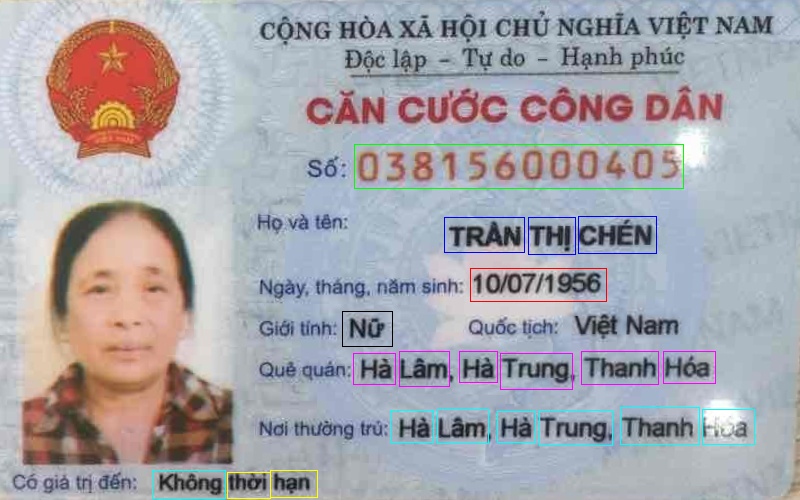 CỘNG HÒA XÃ HỘI CHỦ NGHĨA VIỆT NAM
Độc lập - Tự do - Hạnh phúc
CĂN CƯỚC CÔNG DÂN
Số: 038156000405
Họ và tên:
TRẦN THỊ CHÉN
Ngày, tháng, năm sinh: 10/07/1956
Giới tính: Nữ Quốc tịch: Việt Nam
Quê quán: Hà Lâm, Hà Trung, Thanh Hóa
Nơi thường trú: Hà Lâm, Hà Trung, Thanh Hóa
Có giá trị đến: Không thời hạn